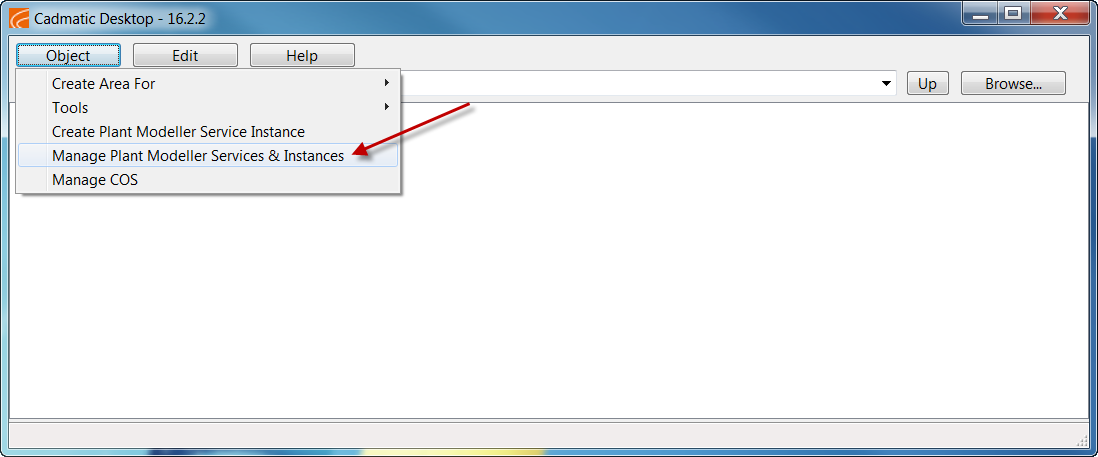 Cadmatic Desktop - 16.2.2
Object Edit Help
Create Area For
Up Browse...
Tools
Create Plant Modeller Service Instance
Manage Plant Modeller Services & Instances
Manage COS